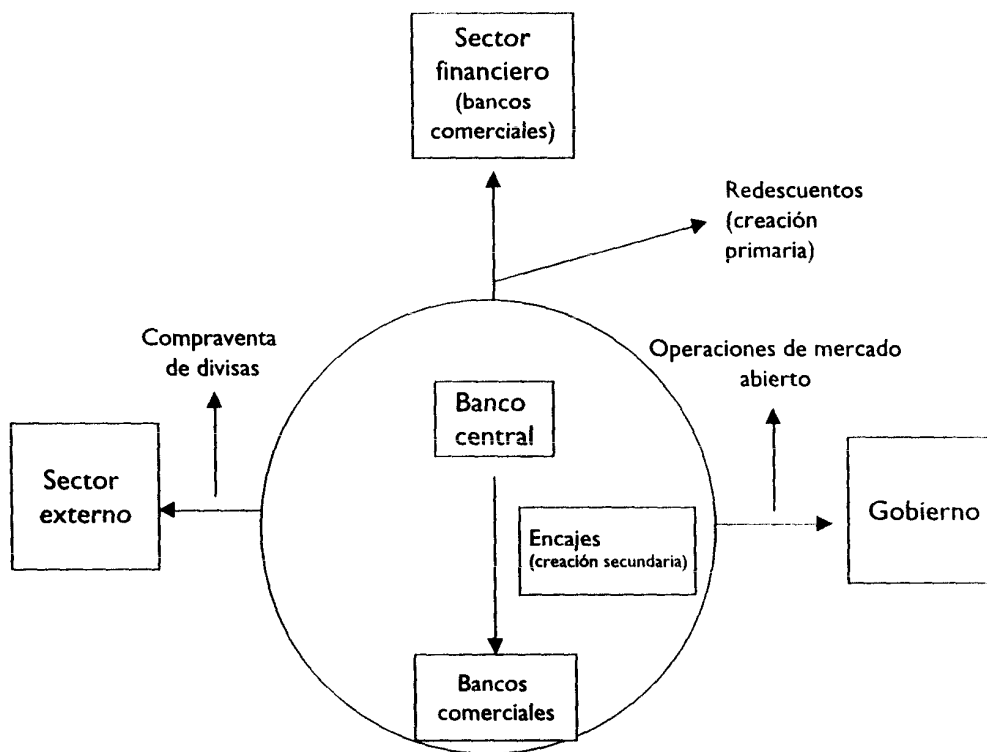 Sector
financiero
(bancos
comerciales)
Redescuentos
(creación
primaria)
Compraventa
de divisas
Operaciones de mercado
abierto
Banco
central
Sector
externo
Encajes
(creación secundaria)
Gobierno
Bancos
comerciales